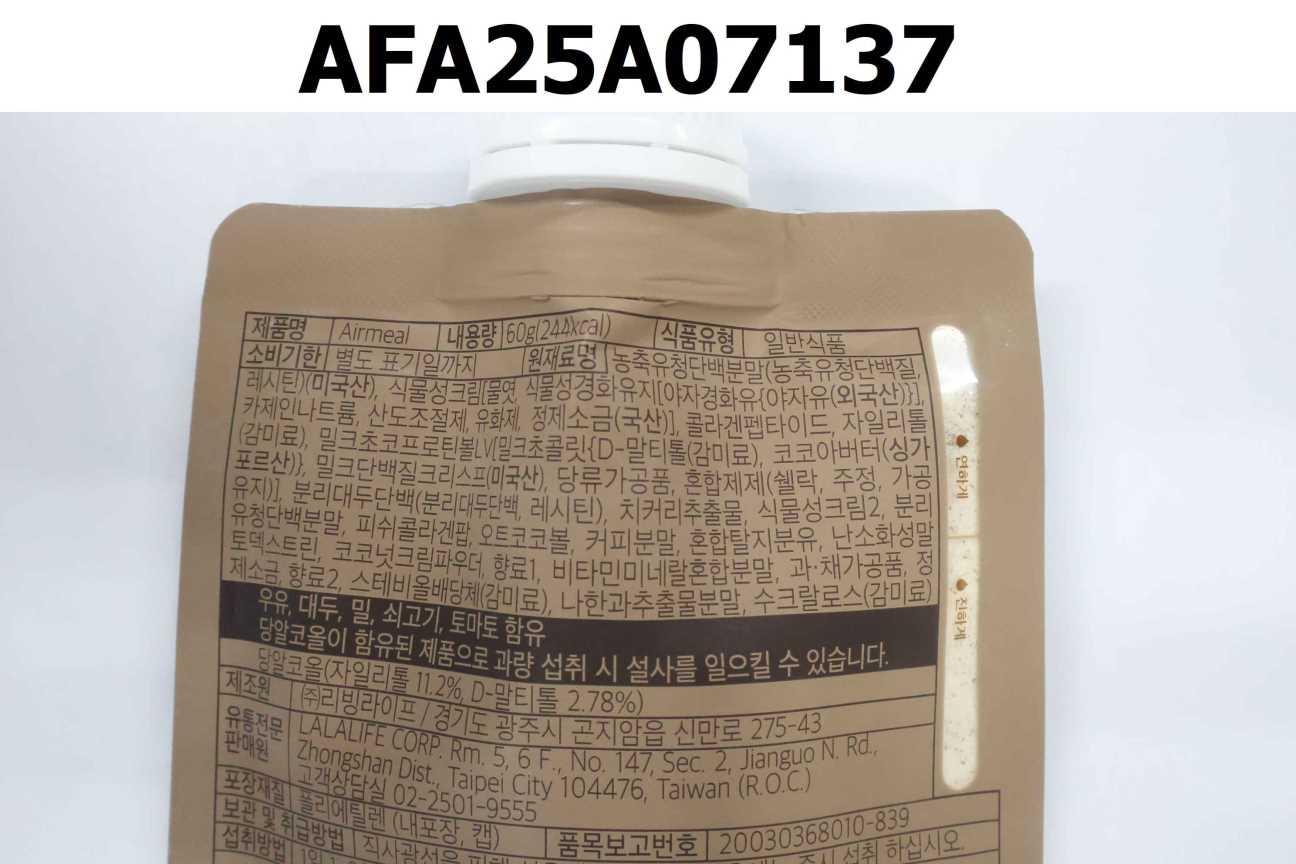 AFA25A07137
제품명 Airmeal 내용량 60g(244kcal) 식품유형 일반식품
소비기한 별도 표기일까지 원재료명 농축유청단백분말(농축유청단백질,
레시틴)(미국산), 식물성크림[물엿, 식물성경화유지[야자경화유{야자유(외국산)}],
카제인나트륨, 산도조절제, 유화제, 정제소금(국산)], 콜라겐펩타이드, 자일리톨
(감미료), 밀크초코프로틴볼LV[밀크초콜릿{D-말티톨(감미료), 코코아버터(싱가
포르산)}, 밀크단백질크리스프(미국산), 당류가공품, 혼합제제(쉘락, 주정, 가공
유지)], 분리대두단백(분리대두단백, 레시틴), 치커리추출물, 식물성크림2, 분리
유청단백분말, 피쉬콜라겐팝, 오트코코볼, 커피분말, 혼합탈지분유, 난소화성말
토덱스트린, 코코넛크림파우더, 향료1, 비타민미네랄혼합분말, 과·채가공품, 정
제소금, 향료2, 스테비올배당체(감미료), 나한과추출물분말, 수크랄로스(감미료)
우유, 대두, 밀, 쇠고기, 토마토 함유
당알코올이 함유된 제품으로 과량 섭취 시 설사를 일으킬 수 있습니다.
당알코올(자일리톨 11.2%, D-말티톨 2.78%)
제조원 (주)리빙라이프 / 경기도 광주시 곤지암읍 신만로 275-43
유통전문판매원 LALALIFE CORP. Rm. 5, 6 F., No. 147, Sec. 2, Jianguo N. Rd.,
Zhongshan Dist., Taipei City 104476, Taiwan (R.O.C.)
고객상담실 02-2501-9555
포장재질 폴리에틸렌 (내포장, 캡) 품목보고번호 20030368010-839
보관 및 취급방법 직사광선을
섭취방법 섭취 하십시오.
연하게
진하게